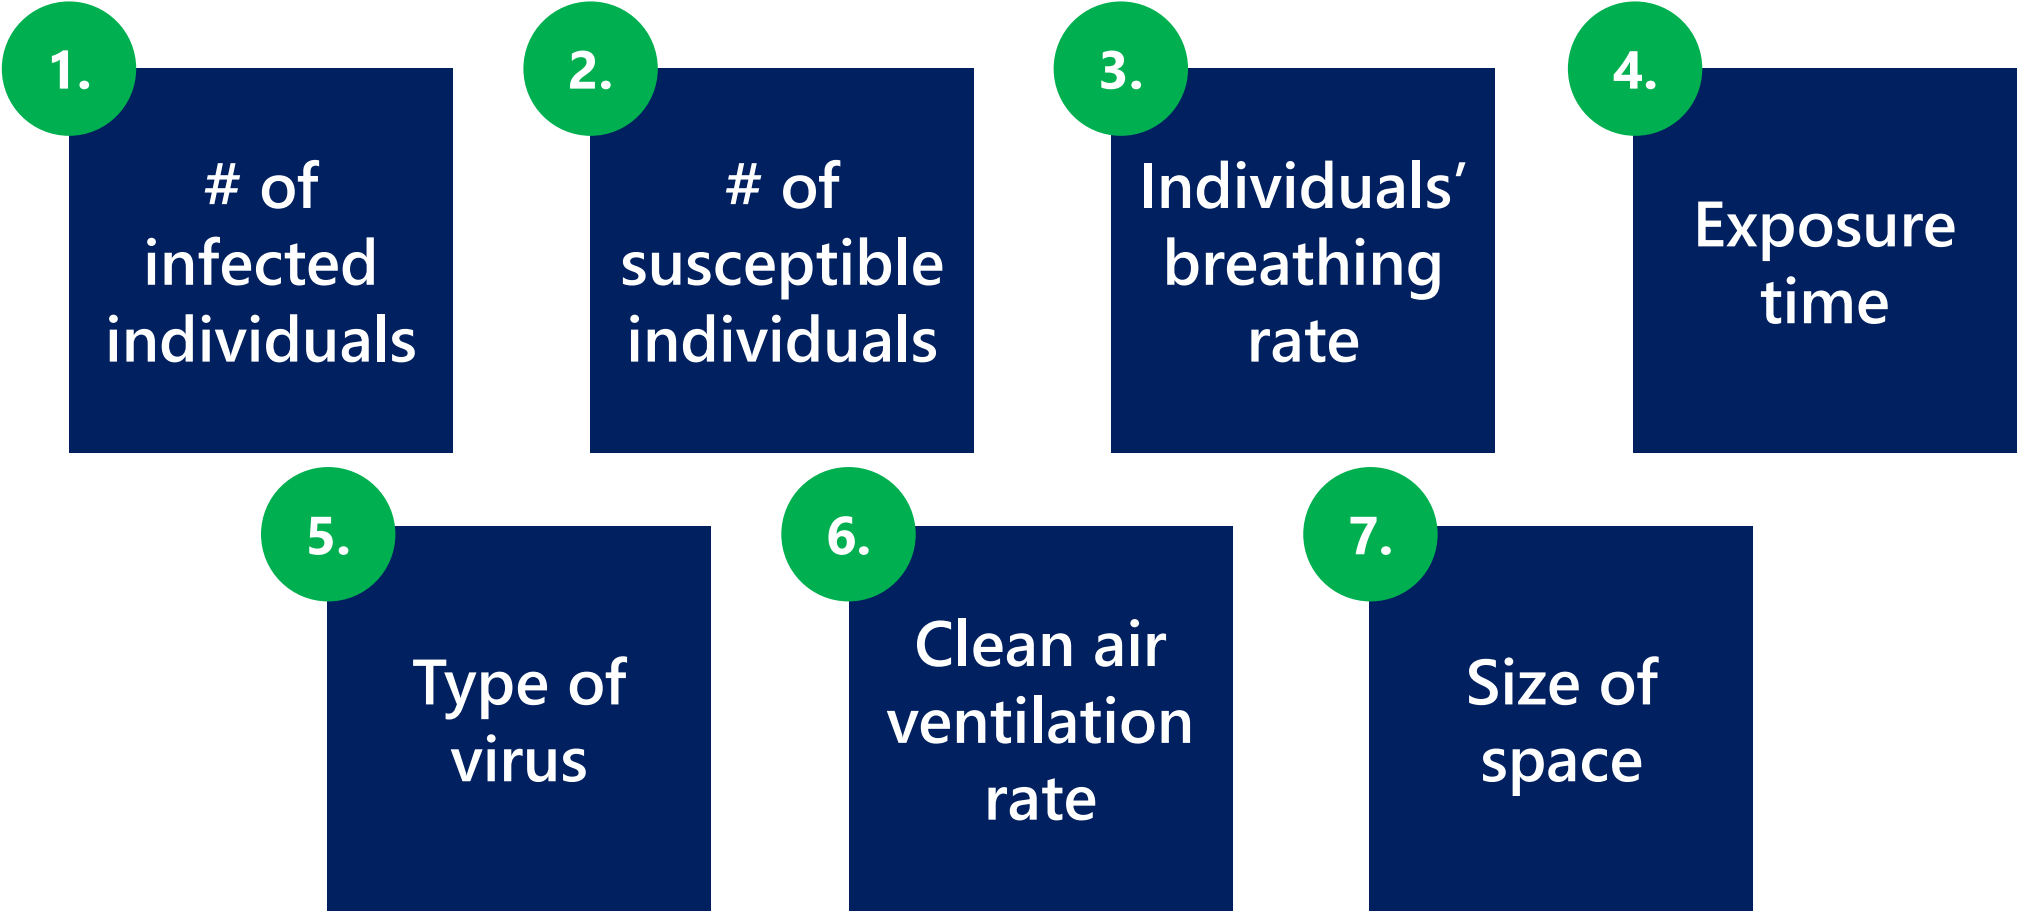 1.
# of
infected
individuals
2.
# of
susceptible
individuals
3.
Individuals’
breathing
rate
4.
Exposure
time
5.
Type of
virus
6.
Clean air
ventilation
rate
7.
Size of
space